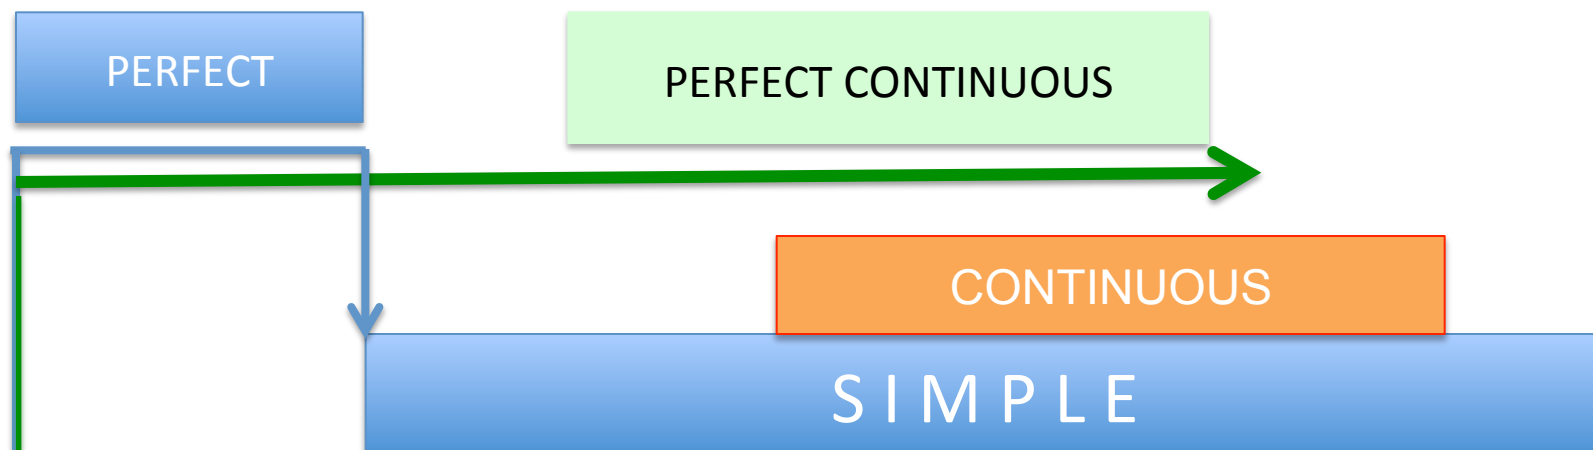 PERFECT
PERFECT CONTINUOUS
CONTINUOUS
S I M P L E